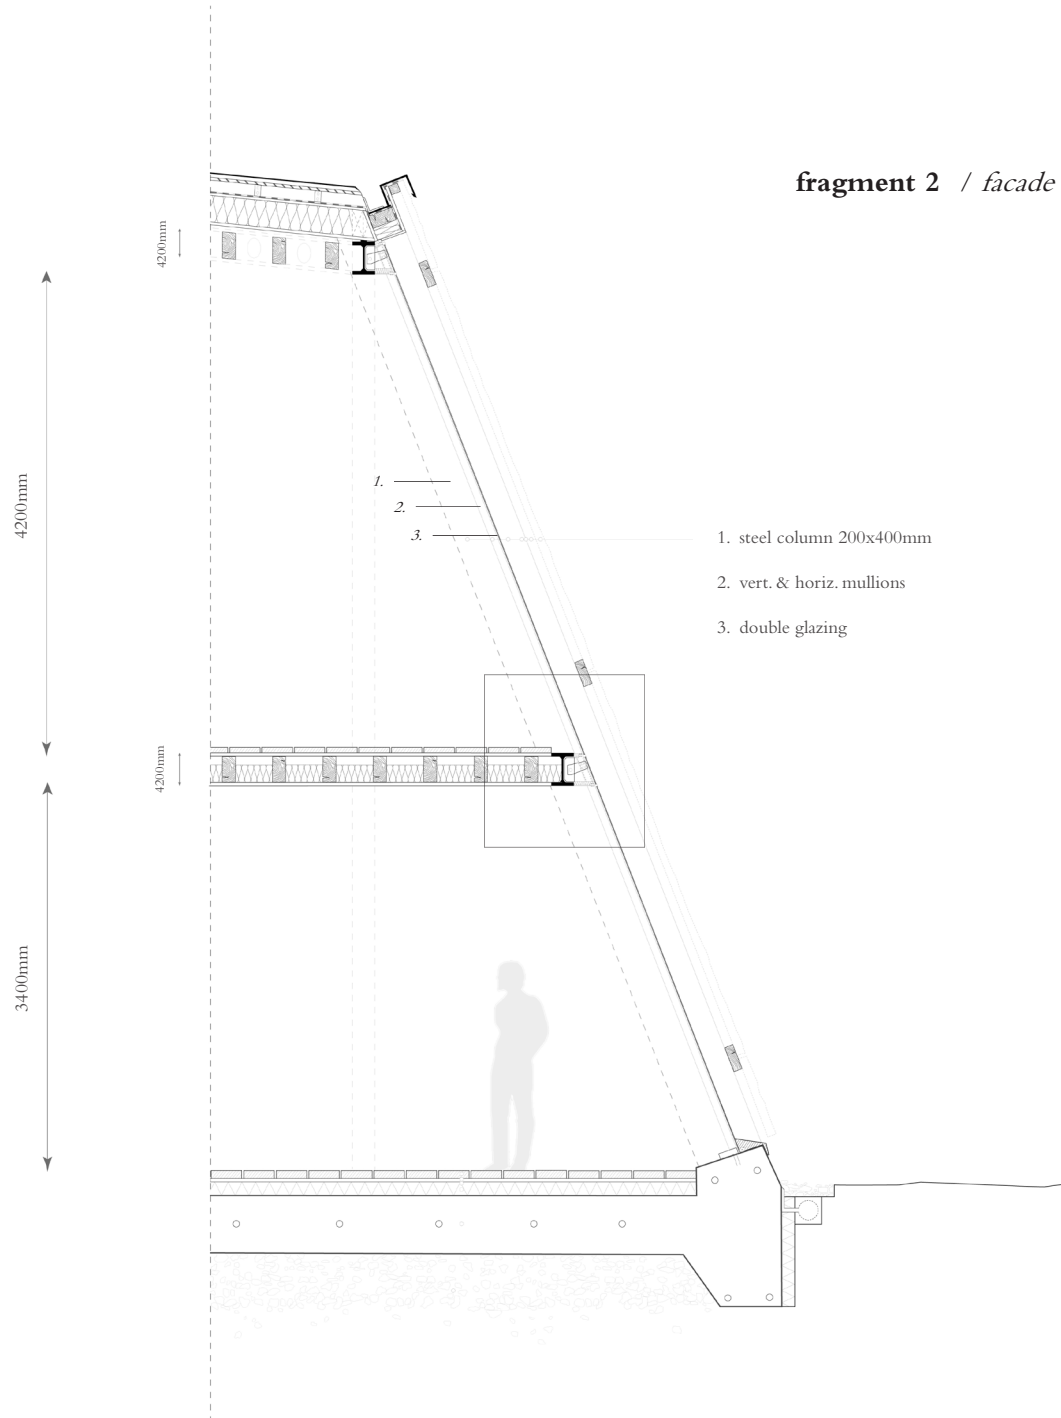 fragment 2 / facade
4200mm
4200mm
1.
2.
3.
1. steel column 200x400mm
2. vert. & horiz. mullions
3. double glazing
4200mm
3400mm